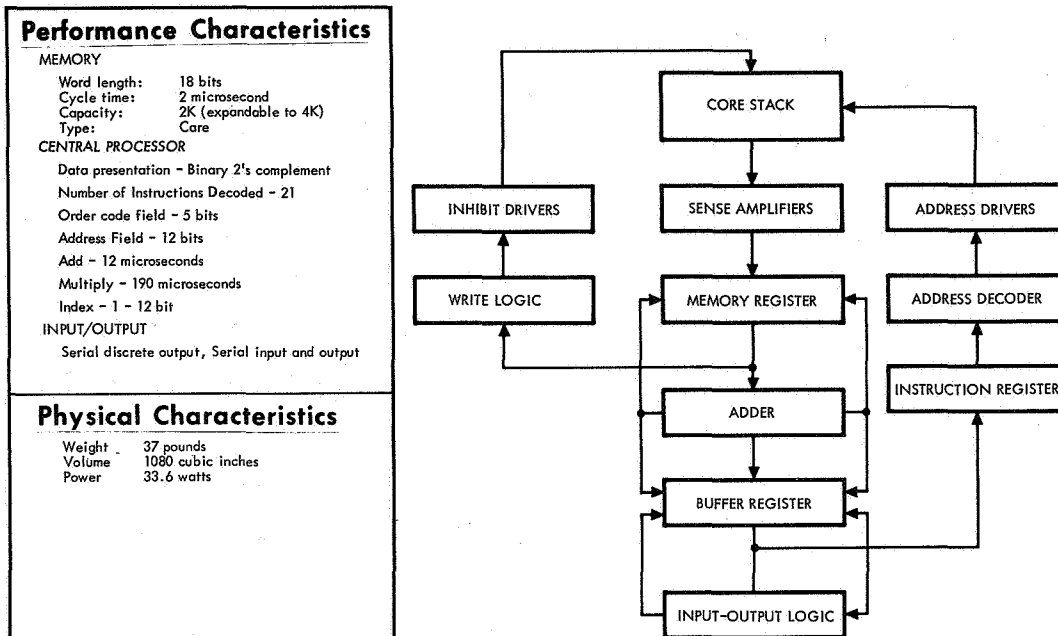 Performance Characteristics
MEMORY
Word length: 18 bits
Cycle time: 2 microsecond
Capacity: 2K (expandable to 4K)
Type: Care
CENTRAL PROCESSOR
Data presentation - Binary 2's complement
Number of Instructions Decoded - 21
Order code field - 5 bits
Address Field - 12 bits
Add - 12 microseconds
Multiply - 190 microseconds
Index - 1 - 12 bit
INPUT/OUTPUT
Serial discrete output, Serial input and output
Physical Characteristics
Weight 37 pounds
Volume 1080 cubic inches
Power 33.6 watts
CORE STACK
INHIBIT DRIVERS
SENSE AMPLIFIERS
ADDRESS DRIVERS
WRITE LOGIC
MEMORY REGISTER
ADDRESS DECODER
ADDER
INSTRUCTION REGISTER
BUFFER REGISTER
INPUT-OUTPUT LOGIC